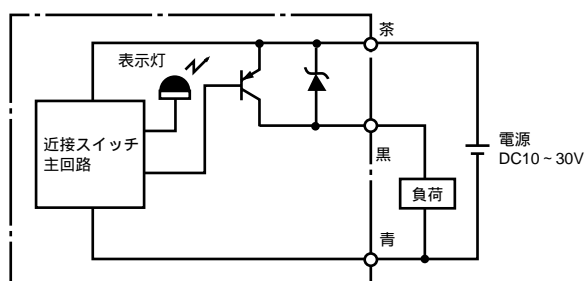 茶
表示灯
近接スイッチ
主回路
黒
電源
DC10~30V
負荷
青